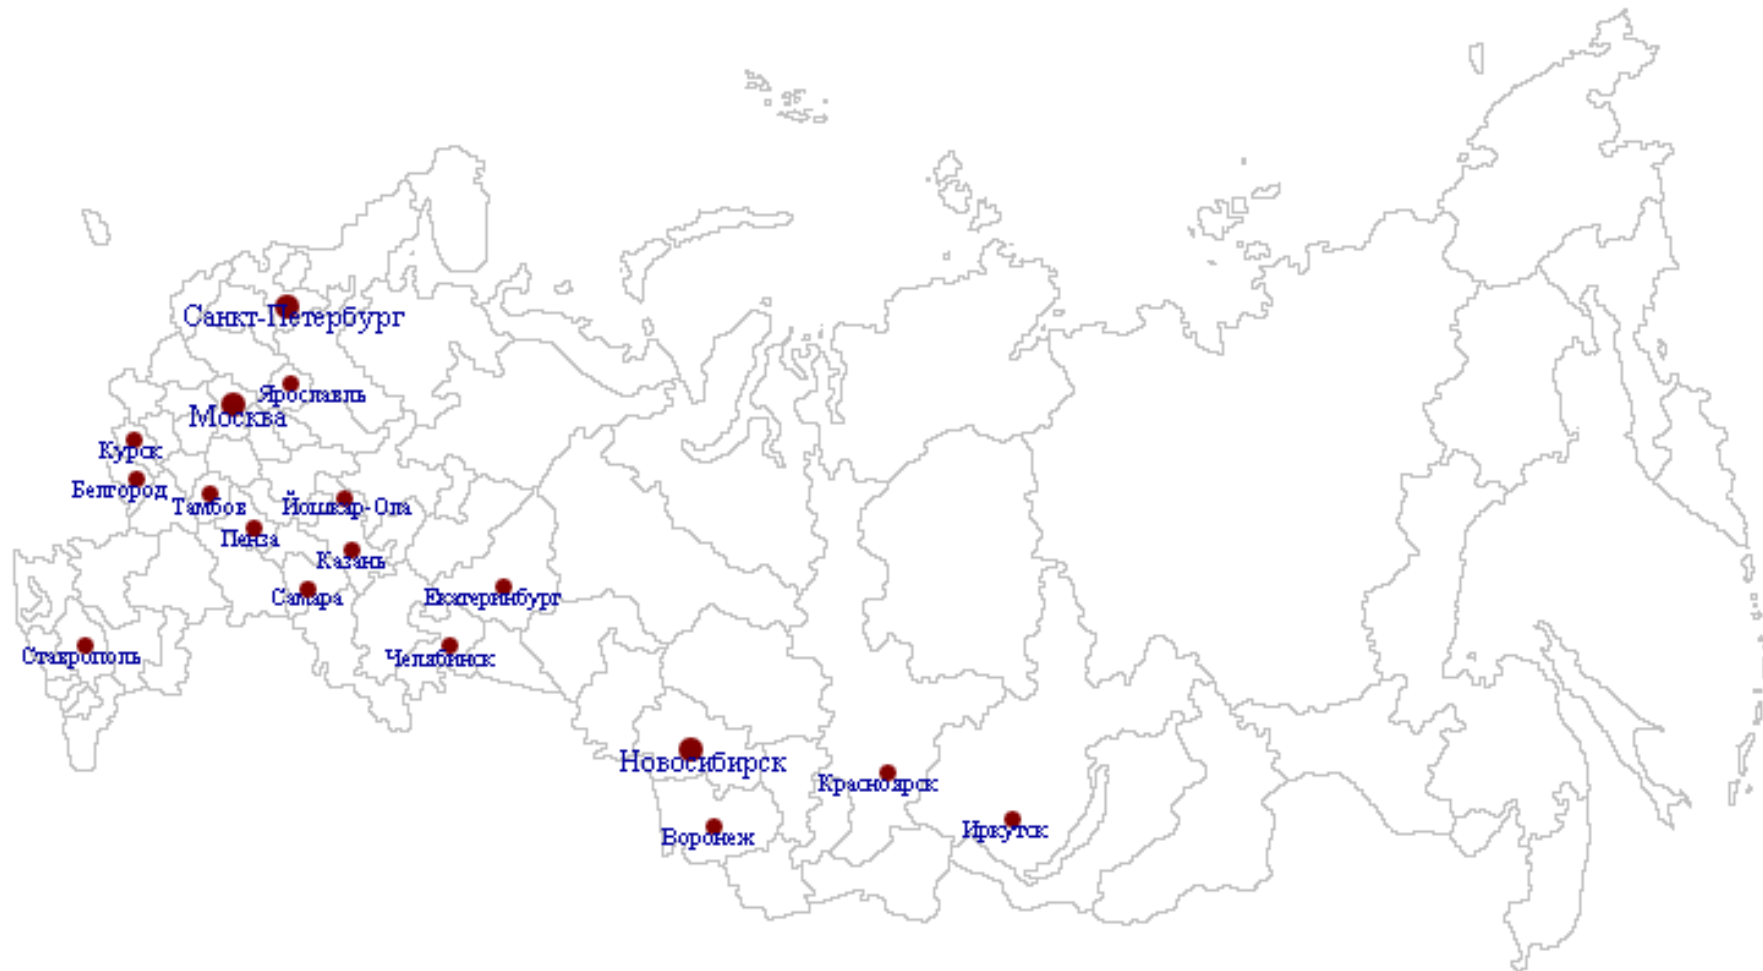 Санкт-Петербург
Ярославль
Москва
Курск
Белгород
Тамбов
Йошкар-Ола
Пенза
Казань
Самара
Екатеринбург
Ставрополь
Челябинск
Новосибирск
Красноярск
Воронеж
Иркутск